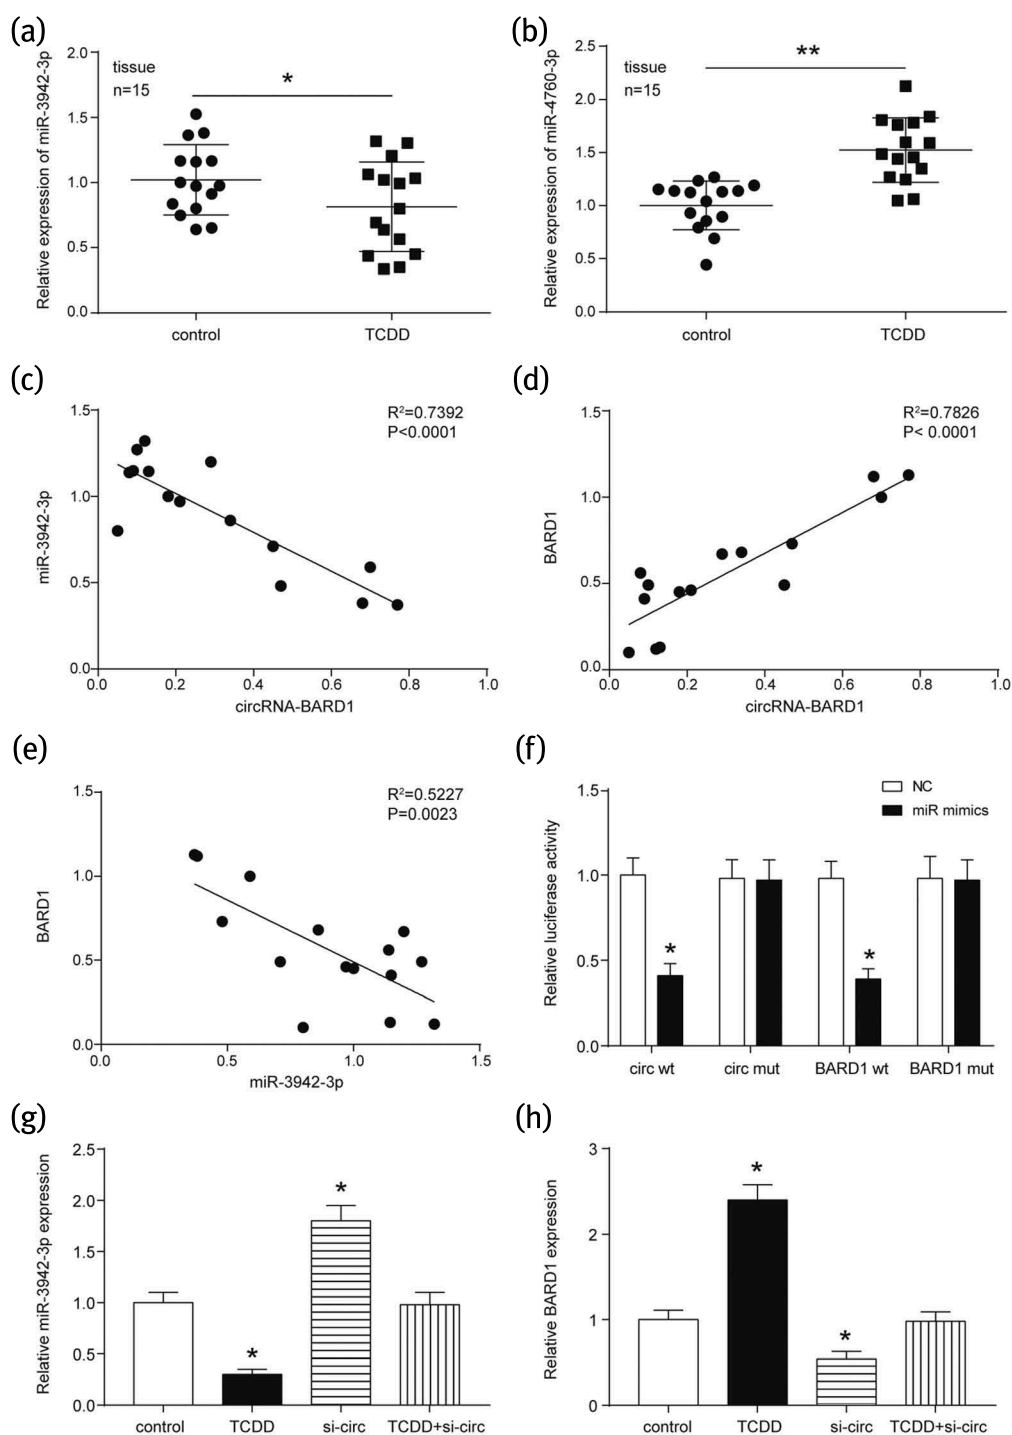 (a)
Relative expression of miR-3942-3p
2.0
1.5
1.0
0.5
0.0
tissue
n=15
*
control
TCDD
(b)
Relative expression of miR-4760-3p
2.5
2.0
1.5
1.0
0.5
0.0
tissue
n=15
**
control
TCDD
(c)
miR-3942-3p
1.5
1.0
0.5
0.0
R²=0.7392
P<0.0001
0.0 0.2 0.4 0.6 0.8 1.0
circRNA-BARD1
(d)
BARD1
1.5
1.0
0.5
0.0
R²=0.7826
P< 0.0001
0.0 0.2 0.4 0.6 0.8 1.0
circRNA-BARD1
(e)
BARD1
1.5
1.0
0.5
0.0
R²=0.5227
P=0.0023
0.0 0.5 1.0 1.5
miR-3942-3p
(f)
Relative luciferase activity
1.5
1.0
0.5
0.0
NC
miR mimics
*
*
circ wt circ mut BARD1 wt BARD1 mut
(g)
Relative miR-3942-3p expression
2.5
2.0
1.5
1.0
0.5
0.0
*
*
control TCDD si-circ TCDD+si-circ
(h)
Relative BARD1 expression
3
2
1
0
*
*
control TCDD si-circ TCDD+si-circ